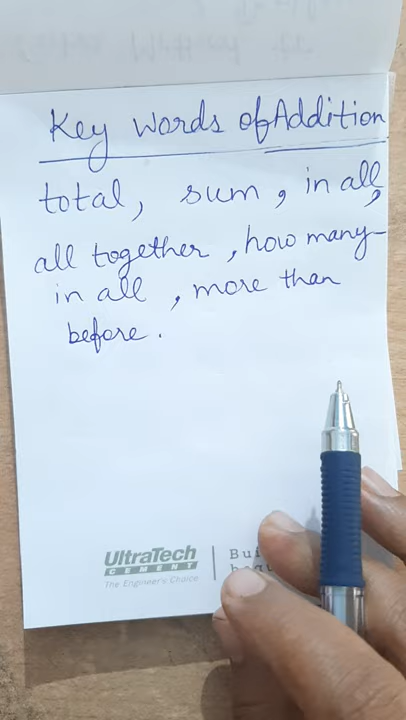 Key words of Addition
total, sum, in all,
all together, how many
in all, more than
before.
UltraTech
CEMENT
The Engineer's Choice